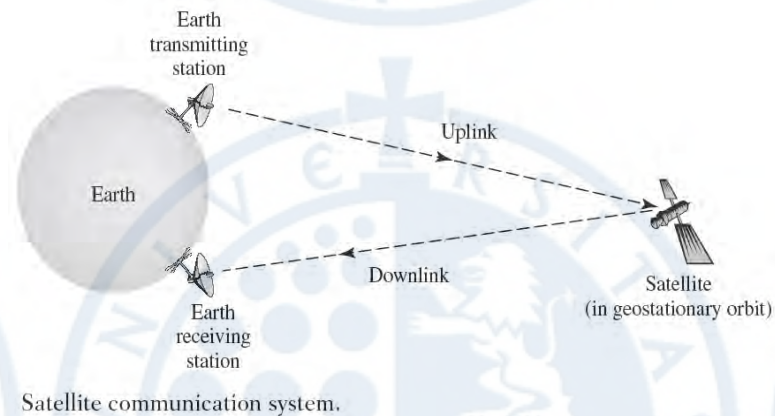 Earth
transmitting
station
Uplink
Earth
Downlink
Satellite
(in geostationary orbit)
Earth
receiving
station
Satellite communication system.